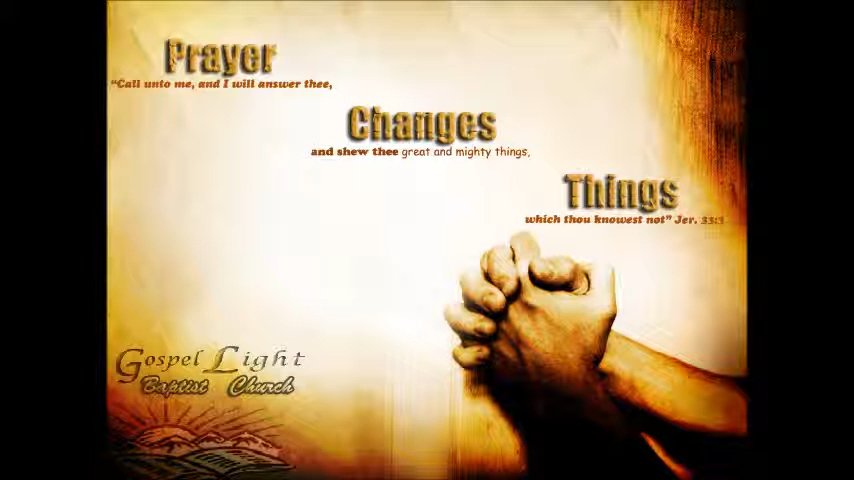 Prayer
"Call unto me, and I will answer thee,
Changes
and shew thee great and mighty things,
Things
which thou knowest not" Jer. 33:3
Gospel Light
Baptist Church